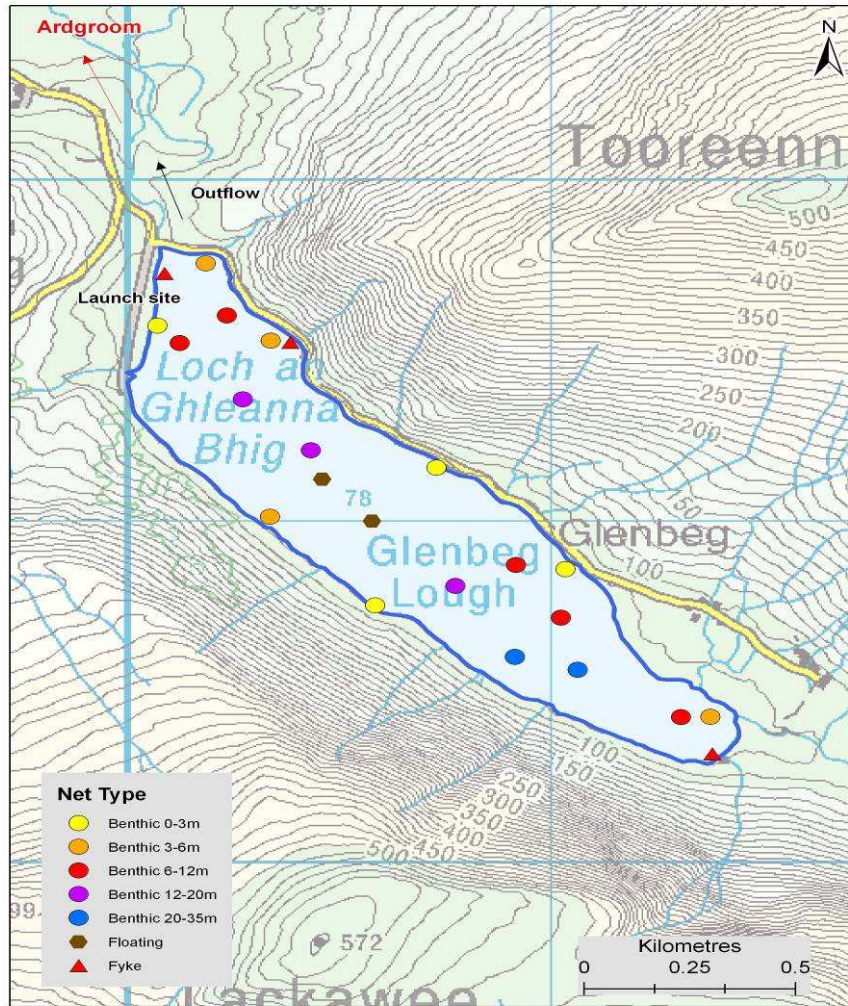 Ardgroom
N
Tooreenn
Outflow
500
450
400
350
300
250
200
150
100
Launch site
Loch an
Ghleanna
Bhig
78
Glenbeg
Glenbeg
Lough
100
150
250
300
350
400
450
500
572
Lackawee
99
Net Type
Benthic 0-3m
Benthic 3-6m
Benthic 6-12m
Benthic 12-20m
Benthic 20-35m
Floating
Fyke
Kilometres
0 0.25 0.5